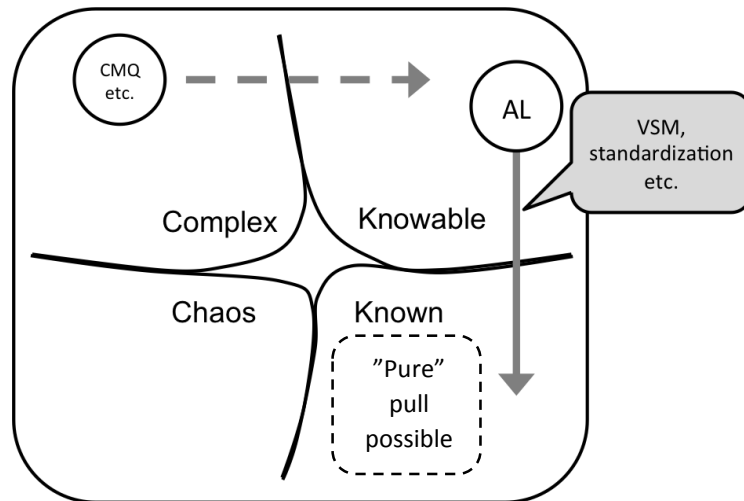 CMQ
etc.
AL
VSM,
standardization
etc.
Complex
Knowable
Chaos
Known
”Pure”
pull
possible